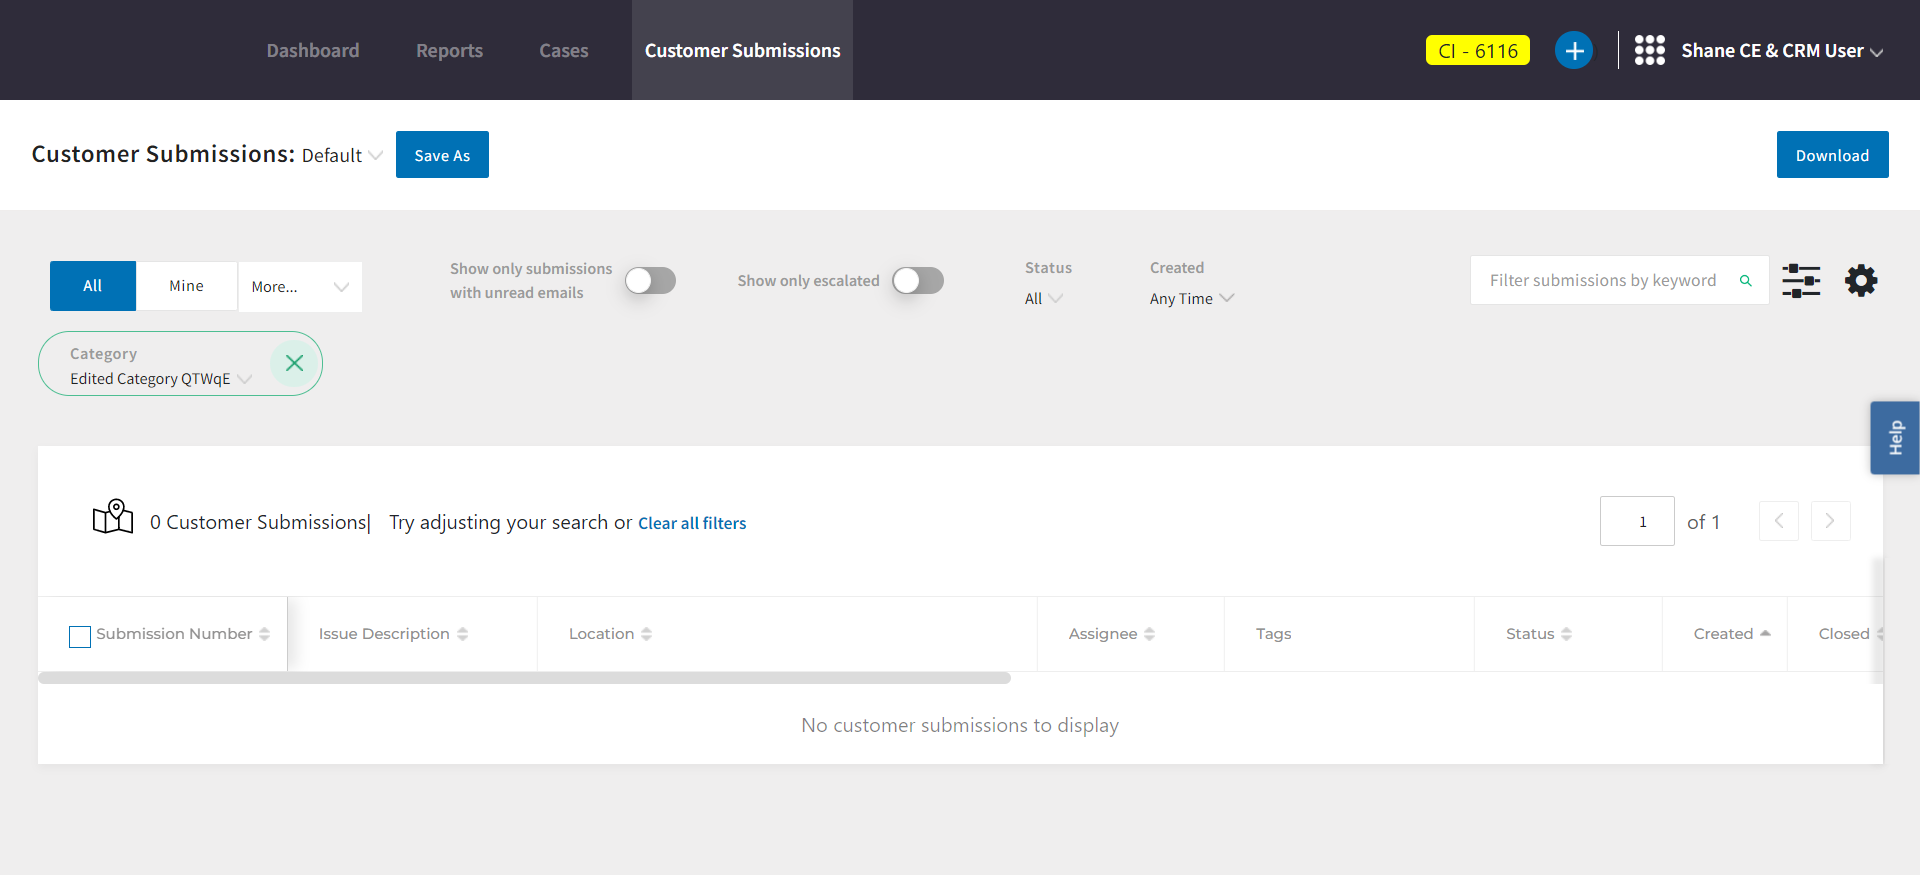 Dashboard Reports Cases Customer Submissions CI - 6116 Shane CE & CRM User
Customer Submissions: Default Save As Download
All Mine More... Show only submissions with unread emails Show only escalated Status All Created Any Time Filter submissions by keyword
Category
Edited Category QTWqE
Help
0 Customer Submissions| Try adjusting your search or Clear all filters 1 of 1
Submission Number Issue Description Location Assignee Tags Status Created Closed
No customer submissions to display